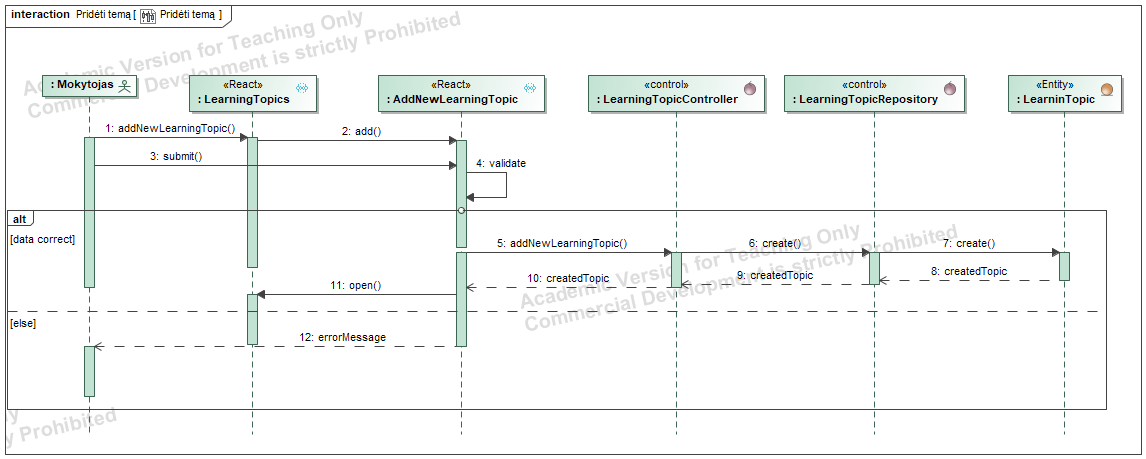 interaction Pridėti temą [ Pridėti temą ]
Academic Version for Teaching Only
Commercial Development is strictly Prohibited
: Mokytojas
«React»
: LearningTopics
«React»
: AddNewLearningTopic
«control»
: LearningTopicController
«control»
: LearningTopicRepository
«Entity»
: LearninTopic
1: addNewLearningTopic()
2: add()
3: submit()
4: validate
alt
[data correct]
5: addNewLearningTopic()
6: create()
7: create()
8: createdTopic
9: createdTopic
10: createdTopic
11: open()
Academic Version for Teaching Only
Commercial Development is strictly Prohibited
[else]
12: errorMessage
y Prohibited